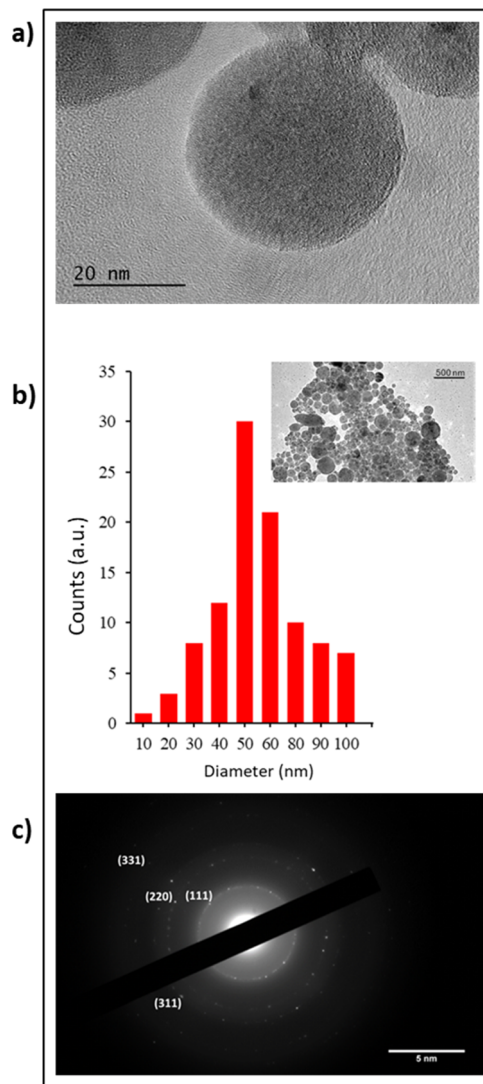 a)
20 nm
b)
500 nm
35
30
25
20
15
10
5
0
Counts (a.u.)
10 20 30 40 50 60 80 90 100
Diameter (nm)
c)
(331)
(220) (111)
(311)
5 nm